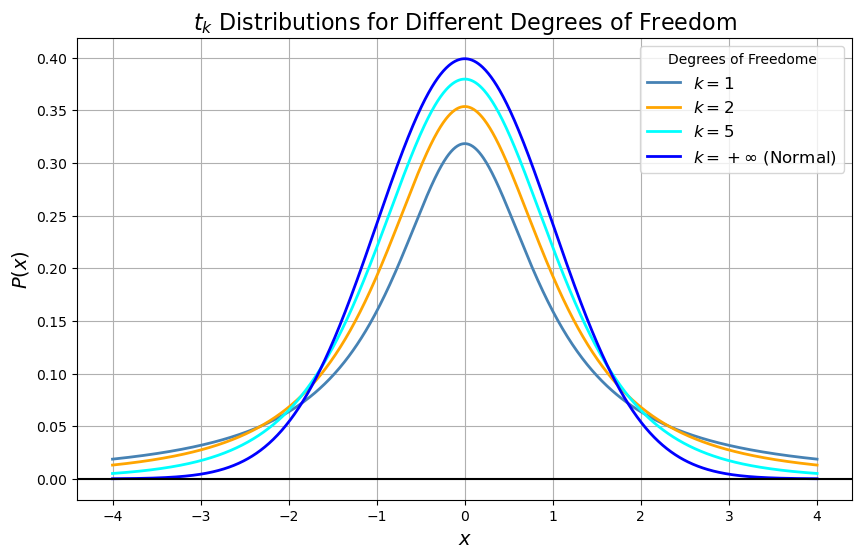 $t_k$ Distributions for Different Degrees of Freedom
Degrees of Freedome
$k = 1$
$k = 2$
$k = 5$
$k = +\infty$ (Normal)
0.40
0.35
0.30
0.25
0.20
0.15
0.10
0.05
0.00
$P(x)$
−4 −3 −2 −1 0 1 2 3 4
$x$